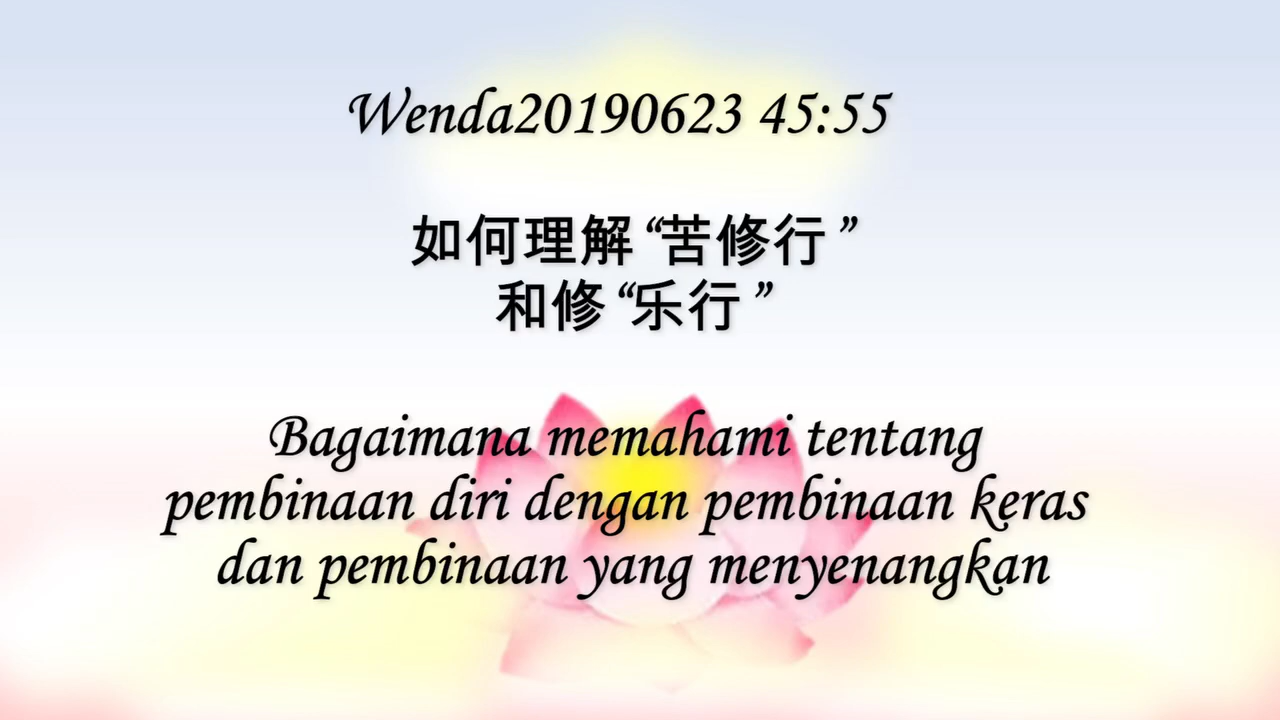 Wenda20190623 45:55
如何理解“苦修行”
和修“乐行”
Bagaimana memahami tentang
pembinaan diri dengan pembinaan keras
dan pembinaan yang menyenangkan